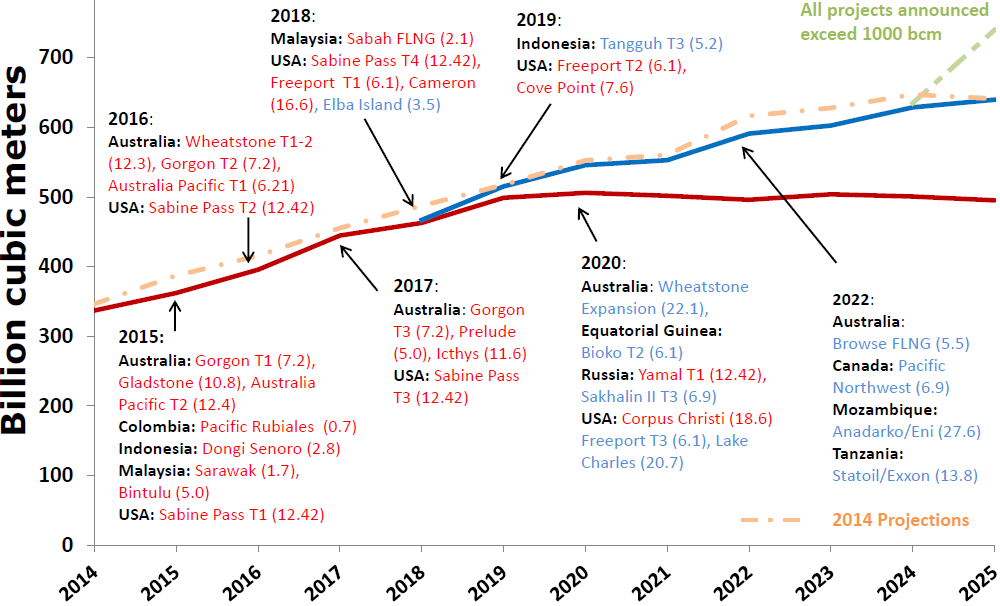 All projects announced
exceed 1000 bcm
Billion cubic meters
700
600
500
400
300
200
100
0
2014
2015
2016
2017
2018
2019
2020
2021
2022
2023
2024
2025
2018:
Malaysia: Sabah FLNG (2.1)
USA: Sabine Pass T4 (12.42),
Freeport T1 (6.1), Cameron
(16.6), Elba Island (3.5)
2019:
Indonesia: Tangguh T3 (5.2)
USA: Freeport T2 (6.1),
Cove Point (7.6)
2016:
Australia: Wheatstone T1-2
(12.3), Gorgon T2 (7.2),
Australia Pacific T1 (6.21)
USA: Sabine Pass T2 (12.42)
2015:
Australia: Gorgon T1 (7.2),
Gladstone (10.8), Australia
Pacific T2 (12.4)
Colombia: Pacific Rubiales (0.7)
Indonesia: Dongi Senoro (2.8)
Malaysia: Sarawak (1.7),
Bintulu (5.0)
USA: Sabine Pass T1 (12.42)
2017:
Australia: Gorgon
T3 (7.2), Prelude
(5.0), Icthys (11.6)
USA: Sabine Pass
T3 (12.42)
2020:
Australia: Wheatstone
Expansion (22.1),
Equatorial Guinea:
Bioko T2 (6.1)
Russia: Yamal T1 (12.42),
Sakhalin II T3 (6.9)
USA: Corpus Christi (18.6)
Freeport T3 (6.1), Lake
Charles (20.7)
2022:
Australia:
Browse FLNG (5.5)
Canada: Pacific
Northwest (6.9)
Mozambique:
Anadarko/Eni (27.6)
Tanzania:
Statoil/Exxon (13.8)
2014 Projections